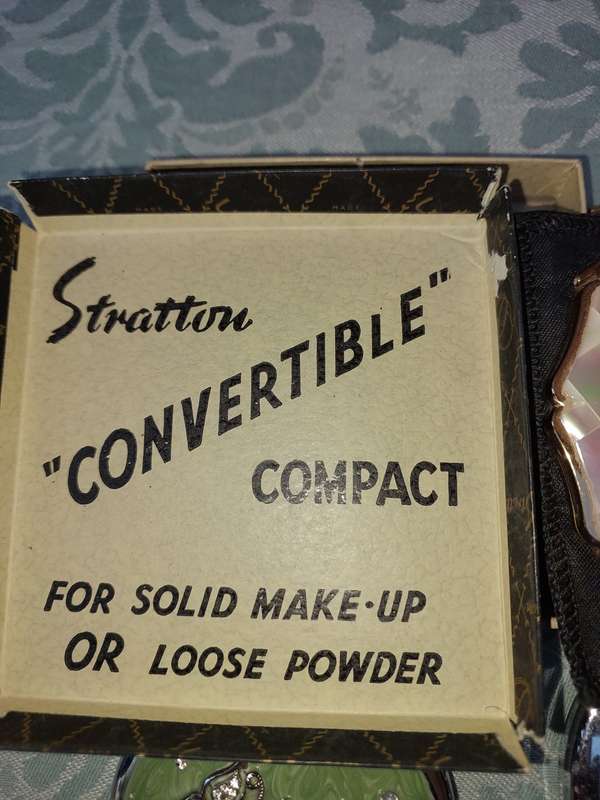 Stratton
"CONVERTIBLE"
COMPACT
FOR SOLID MAKE-UP
OR LOOSE POWDER